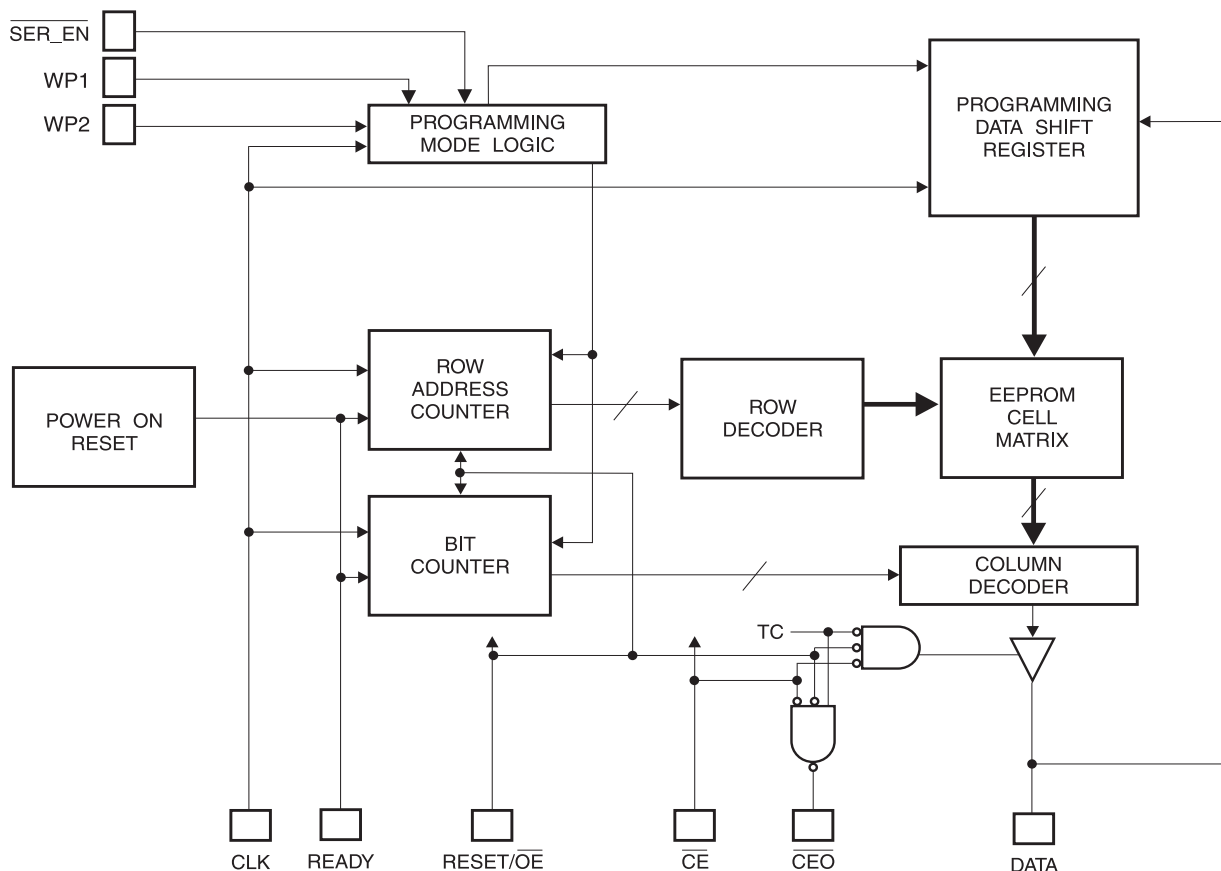 SER_EN
WP1
WP2
PROGRAMMING
MODE LOGIC
PROGRAMMING
DATA SHIFT
REGISTER
POWER ON
RESET
ROW
ADDRESS
COUNTER
ROW
DECODER
EEPROM
CELL
MATRIX
BIT
COUNTER
COLUMN
DECODER
TC
CLK
READY
RESET/OE
CE
CEO
DATA